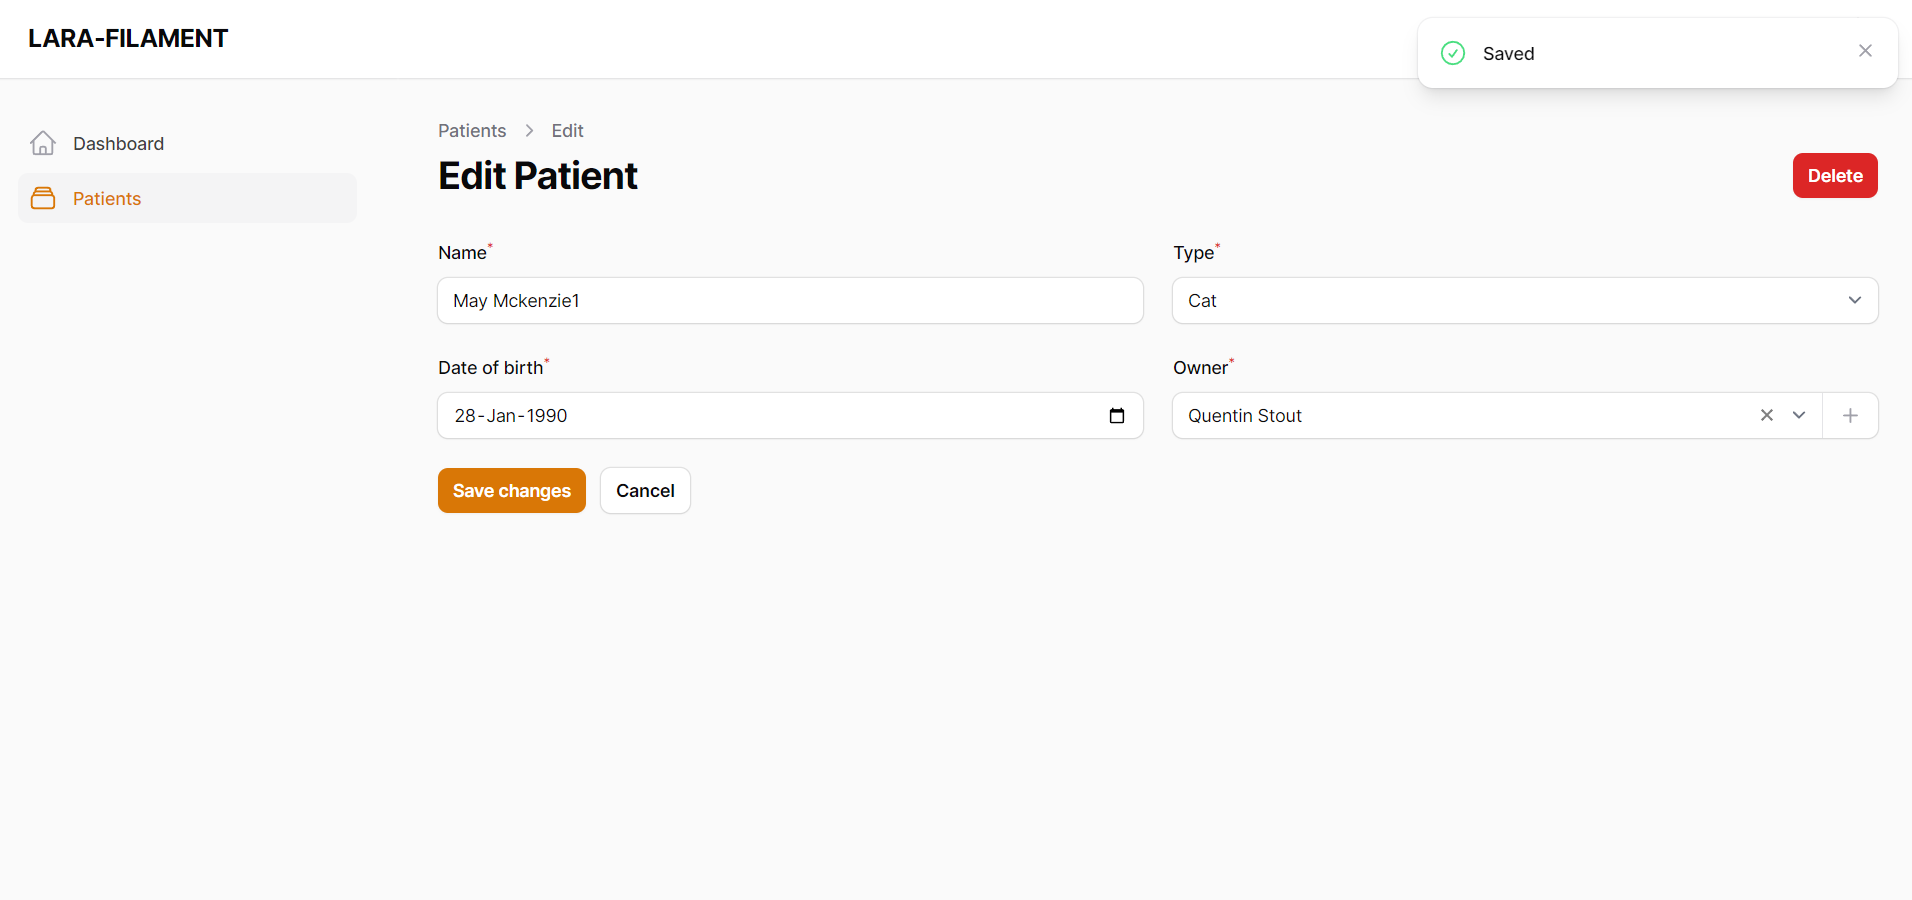 LARA-FILAMENT
Saved
Dashboard
Patients
Patients > Edit
Edit Patient
Delete
Name*
Type*
May Mckenzie1
Cat
Date of birth*
Owner*
28-Jan-1990
Quentin Stout
Save changes
Cancel